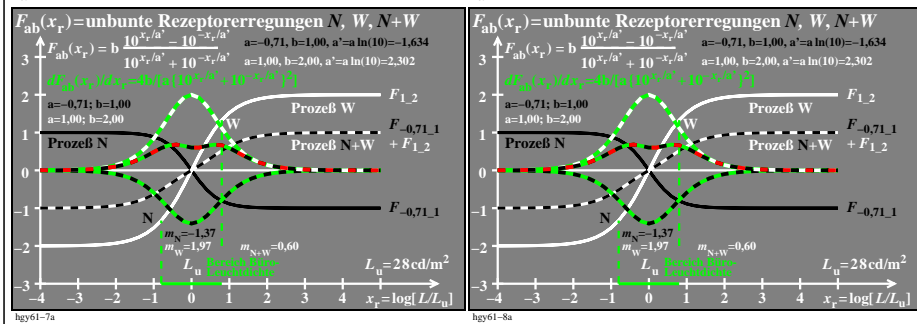 F_ab(x_r)=unbunte Rezeptorerregungen N, W, N+W
F_ab(x_r) = b (10^{x_r/a'} – 10^{–x_r/a'}) / (10^{x_r/a'} + 10^{–x_r/a'})
a=–0,71, b=1,00, a'=a ln(10)=–1,634
a=1,00, b=2,00, a'=a ln(10)=2,302
dF_ab(x_r)/dx_r=4b/[a{10^{x_r/a'} + 10^{–x_r/a'}}^2]
a=–0,71; b=1,00
a=1,00; b=2,00
Prozeß N
W
Prozeß W
Prozeß N+W
F_1_2
F_–0,71_1
+ F_1_2
F_–0,71_1
N
m_N=–1,37
m_W=1,97
m_N+W=0,60
L_u
Bereich Büro-
Leuchtdichte
L_u=28cd/m^2
3
2
1
0
–1
–2
–3
–4 –3 –2 –1 0 1 2 3 4
x_r=log[L/L_u]
hgy61-7a
F_ab(x_r)=unbunte Rezeptorerregungen N, W, N+W
F_ab(x_r) = b (10^{x_r/a'} – 10^{–x_r/a'}) / (10^{x_r/a'} + 10^{–x_r/a'})
a=–0,71, b=1,00, a'=a ln(10)=–1,634
a=1,00, b=2,00, a'=a ln(10)=2,302
dF_ab(x_r)/dx_r=4b/[a{10^{x_r/a'} + 10^{–x_r/a'}}^2]
a=–0,71; b=1,00
a=1,00; b=2,00
Prozeß N
W
Prozeß W
Prozeß N+W
F_1_2
F_–0,71_1
+ F_1_2
F_–0,71_1
N
m_N=–1,37
m_W=1,97
m_N+W=0,60
L_u
Bereich Büro-
Leuchtdichte
L_u=28cd/m^2
3
2
1
0
–1
–2
–3
–4 –3 –2 –1 0 1 2 3 4
x_r=log[L/L_u]
hgy61-8a